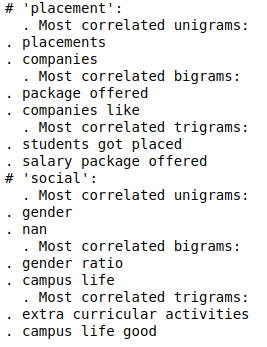 # 'placement':
  . Most correlated unigrams:
. placements
. companies
  . Most correlated bigrams:
. package offered
. companies like
  . Most correlated trigrams:
. students got placed
. salary package offered
# 'social':
  . Most correlated unigrams:
. gender
. nan
  . Most correlated bigrams:
. gender ratio
. campus life
  . Most correlated trigrams:
. extra curricular activities
. campus life good